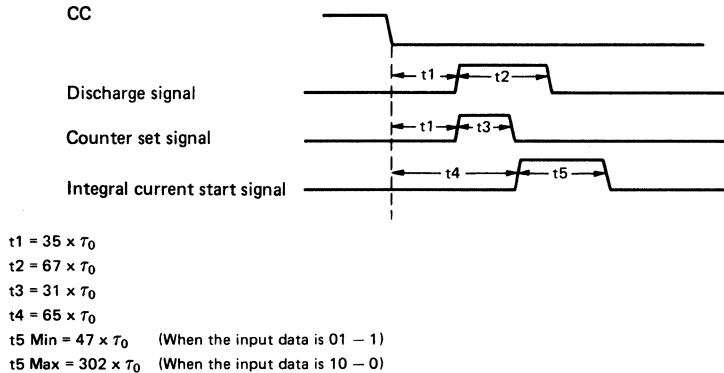 CC
t1
t2
Discharge signal
t1
t3
Counter set signal
t4
t5
Integral current start signal
t1 = 35 x τ0
t2 = 67 x τ0
t3 = 31 x τ0
t4 = 65 x τ0
t5 Min = 47 x τ0 (When the input data is 01 – 1)
t5 Max = 302 x τ0 (When the input data is 10 – 0)